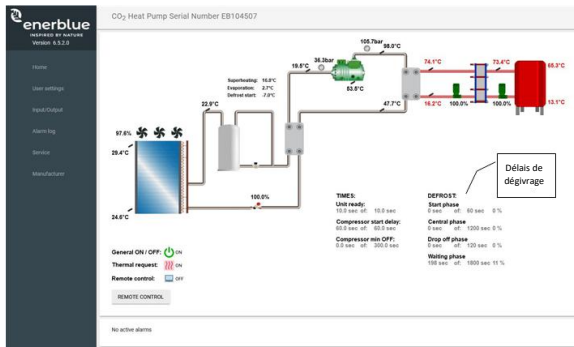 enerblue
INSPIRED BY NATURE
Version 6.5.2.0
Home
User settings
Input/Output
Alarm log
Service
Manufacturer
CO2 Heat Pump Serial Number EB104507
105.7bar
98.0°C
36.3bar
19.5°C
74.1°C
73.4°C
65.3°C
Superheating: 10.0°C
Evaporation: 2.7°C
Defrost start: -7.0°C
53.5°C
22.9°C
47.7°C
16.2°C
100.0%
100.0%
13.1°C
97.6%
29.4°C
24.6°C
100.0%
Délais de
dégivrage
TIMES:
Unit ready:
10.0 sec of: 10.0 sec
Compressor start delay:
60.0 sec of: 60.0 sec
Compressor min OFF:
0.0 sec of: 300.0 sec
DEFROST:
Start phase
0 sec of: 60 sec 0 %
Central phase
0 sec of: 1200 sec 0 %
Drop off phase
0 sec of: 120 sec 0 %
Waiting phase
198 sec of: 1800 sec 11 %
General ON / OFF: ON
Thermal request: ON
Remote control: OFF
REMOTE CONTROL
No active alarms